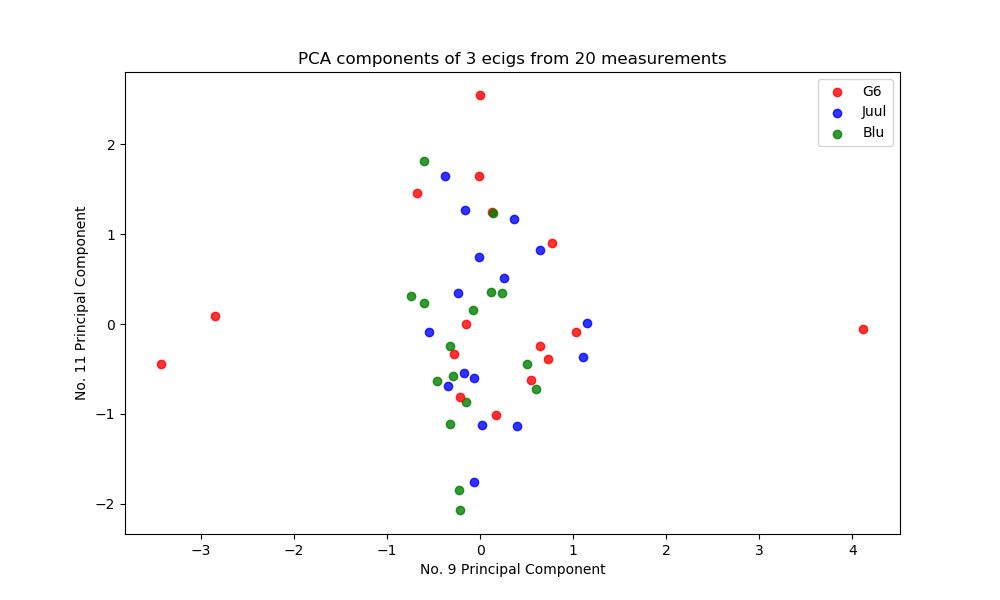 PCA components of 3 ecigs from 20 measurements
G6
Juul
Blu
2
1
0
−1
−2
No. 11 Principal Component
−3
−2
−1
0
1
2
3
4
No. 9 Principal Component